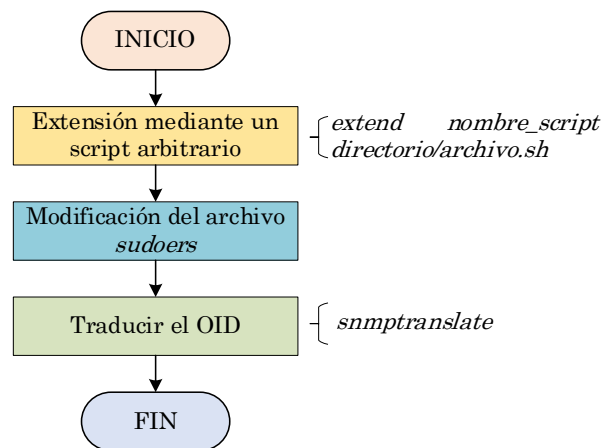 INICIO
Extensión mediante un
script arbitrario
extend nombre_script
directorio/archivo.sh
Modificación del archivo
sudoers
Traducir el OID
snmptranslate
FIN